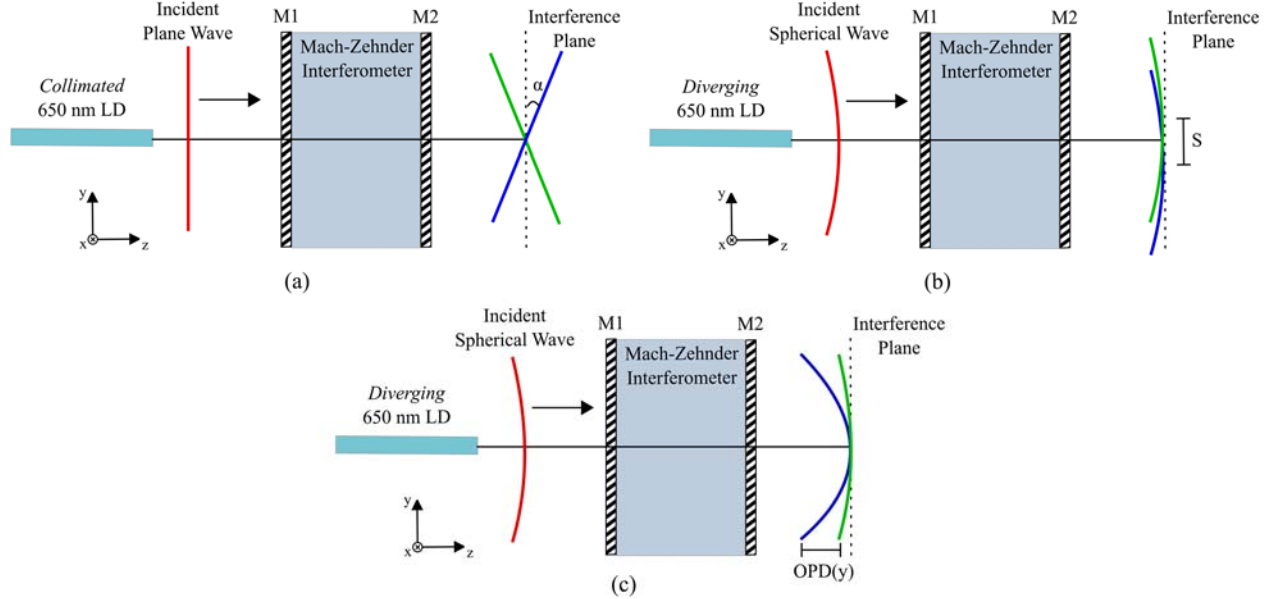 Incident
Plane Wave
M1
M2
Interference
Plane
Mach-Zehnder
Interferometer
Collimated
650 nm LD
α
y
x
z
(a)
Incident
Spherical Wave
M1
M2
Interference
Plane
Mach-Zehnder
Interferometer
Diverging
650 nm LD
S
y
x
z
(b)
Incident
Spherical Wave
M1
M2
Interference
Plane
Mach-Zehnder
Interferometer
Diverging
650 nm LD
y
x
z
OPD(y)
(c)